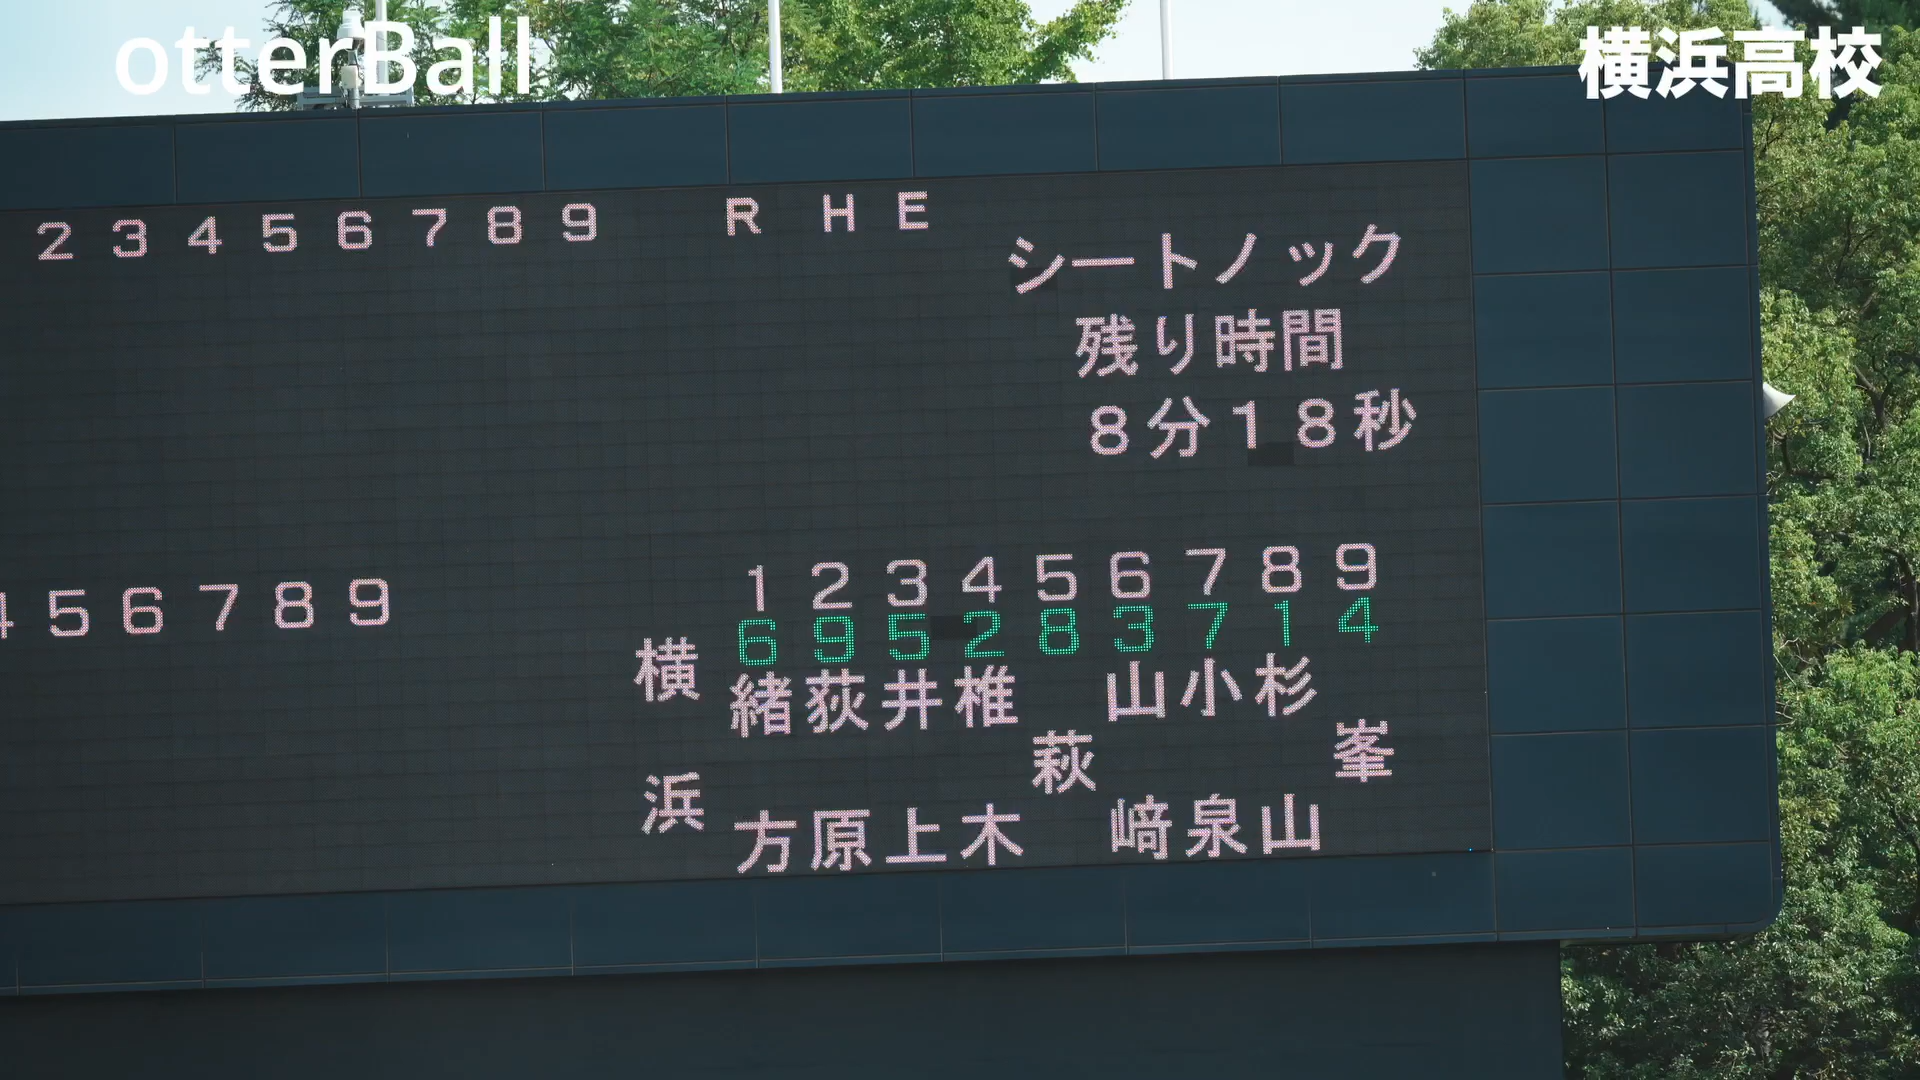 otterBall
横浜高校
2 3 4 5 6 7 8 9 R H E
シートノック
残り時間
8分18秒
4 5 6 7 8 9
1 2 3 4 5 6 7 8 9
6 9 5 2 8 3 7 1 4
横浜
緒方
荻原
井上
椎木
萩
山﨑
小泉
杉山
峯